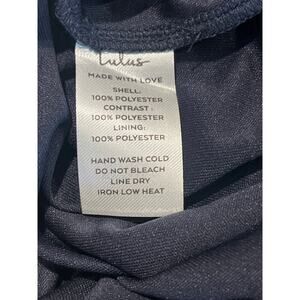 Lulus
MADE WITH LOVE
SHELL:
100% POLYESTER
CONTRAST :
100% POLYESTER
LINING:
100% POLYESTER
HAND WASH COLD
DO NOT BLEACH
LINE DRY
IRON LOW HEAT